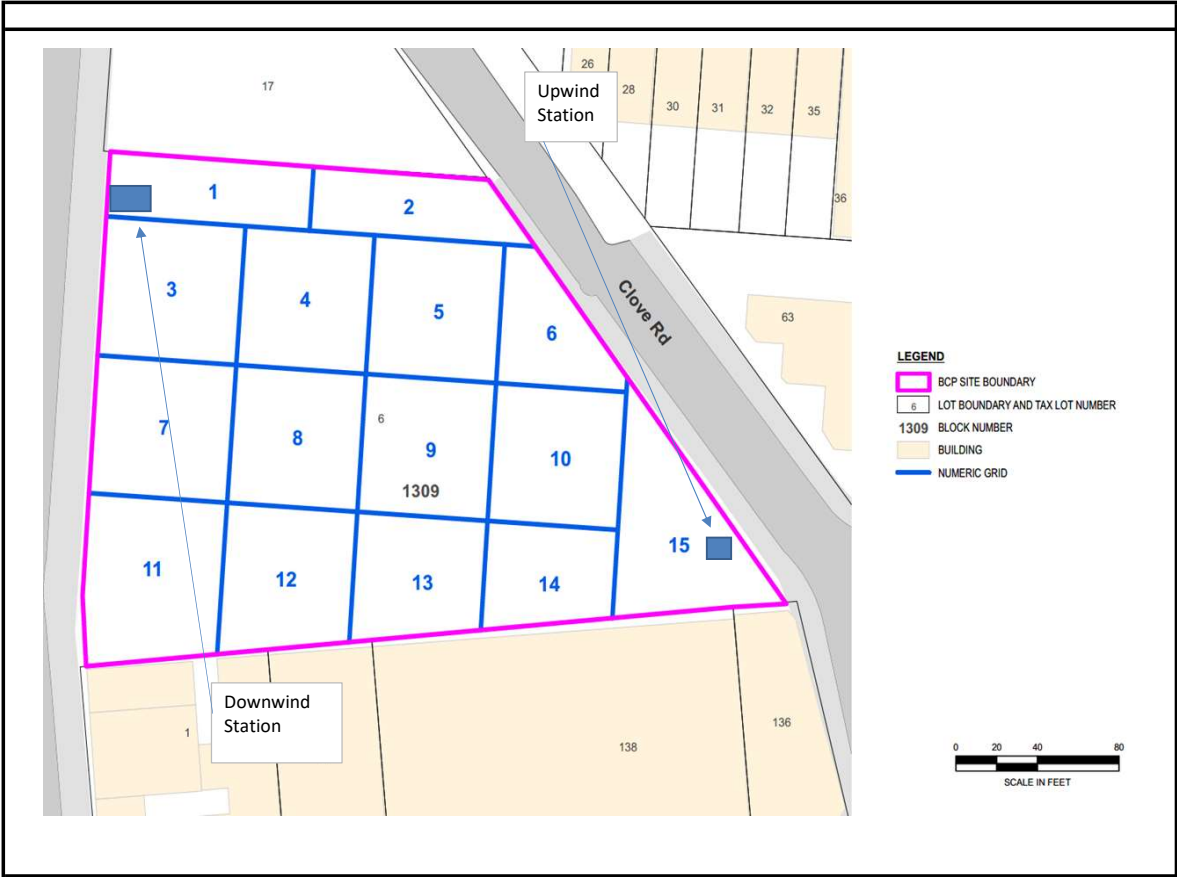 17
26
28
30
31
32
35
36
Upwind
Station
1
2
3
4
5
6
Clove Rd
63
7
8
6
9
10
1309
11
12
13
14
15
Downwind
Station
1
138
136
LEGEND
BCP SITE BOUNDARY
6 LOT BOUNDARY AND TAX LOT NUMBER
1309 BLOCK NUMBER
BUILDING
NUMERIC GRID
0 20 40 80
SCALE IN FEET